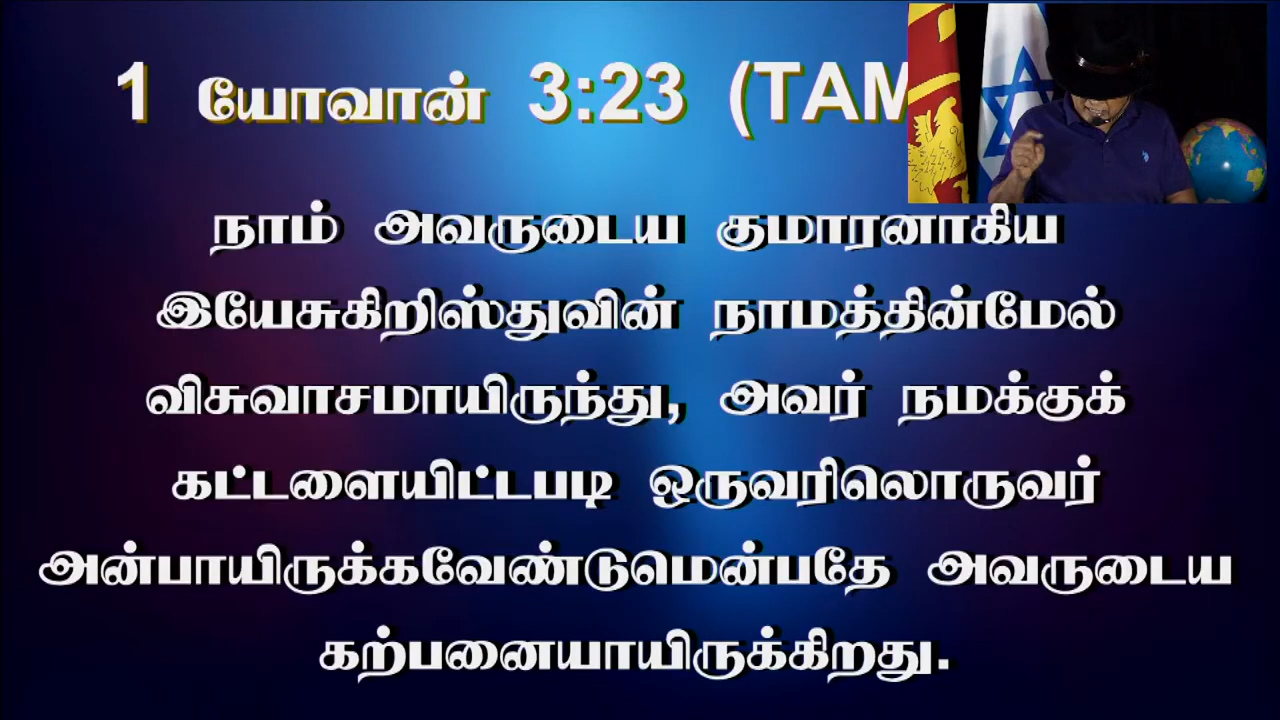 1 யோவான் 3:23 (TAM
நாம் அவருடைய குமாரனாகிய
இயேசுகிறிஸ்துவின் நாமத்தின்மேல்
விசுவாசமாயிருந்து, அவர் நமக்குக்
கட்டளையிட்டபடி ஒருவரிலொருவர்
அன்பாயிருக்கவேண்டுமென்பதே அவருடைய
கற்பனையாயிருக்கிறது.